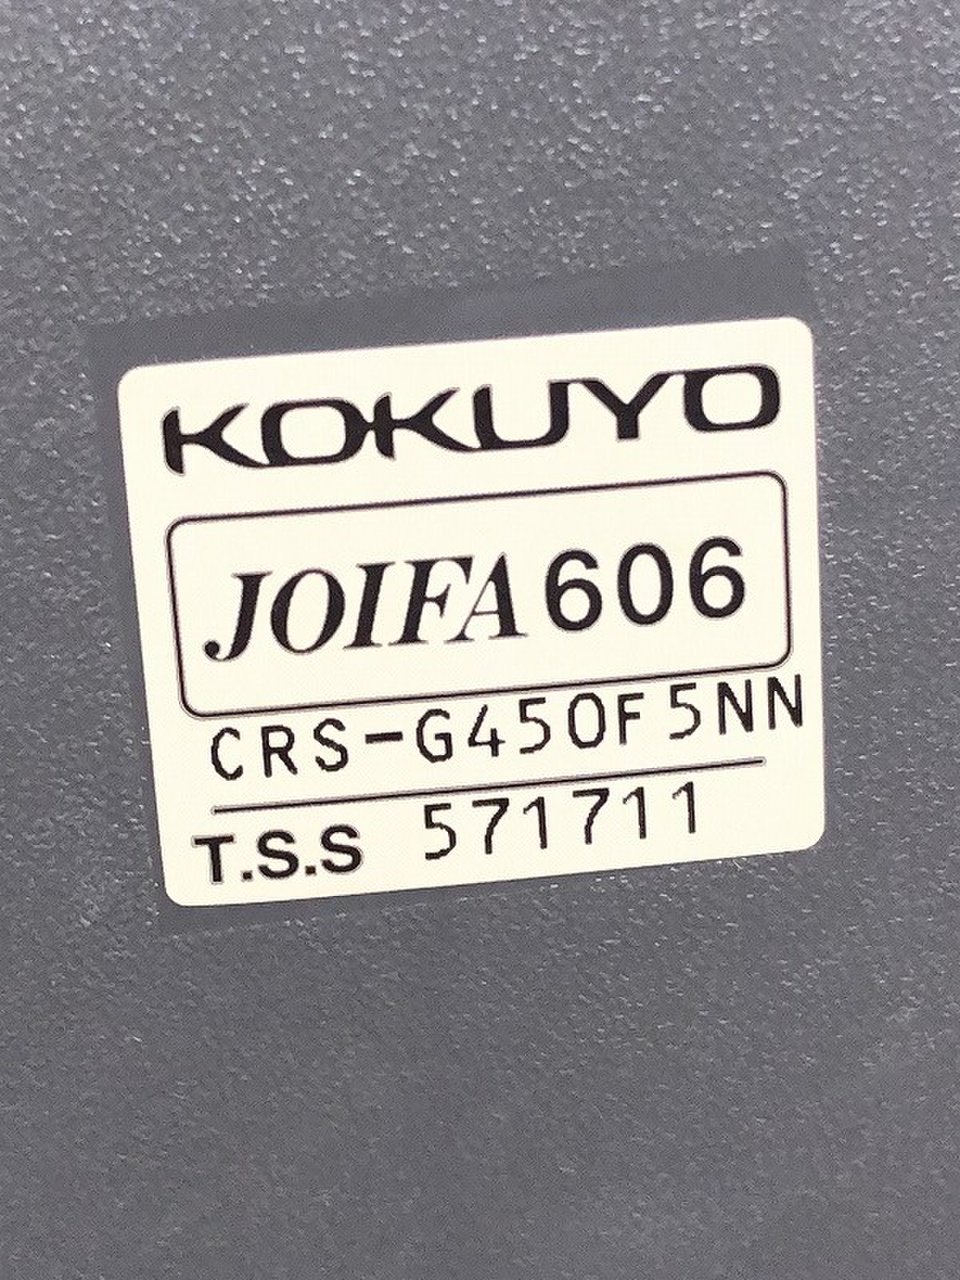 KOKUYO
JOIFA 606
CRS-G450F5NN
T.S.S 571711